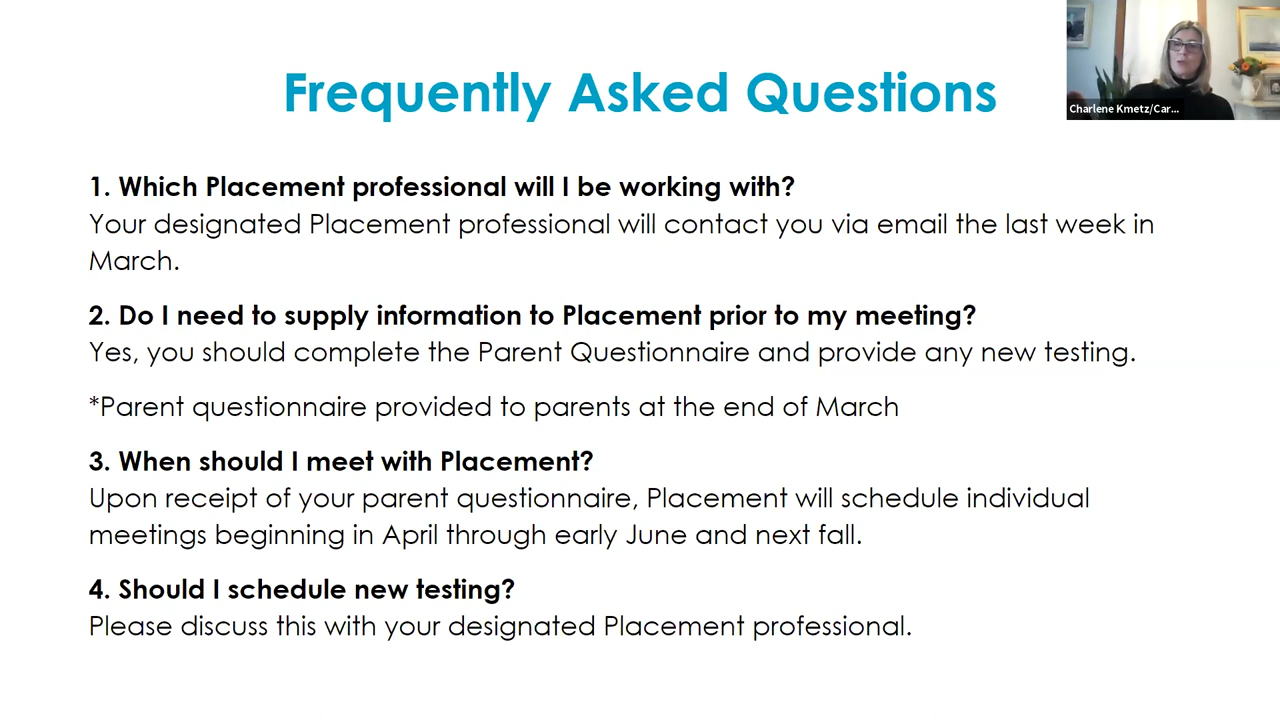 Frequently Asked Questions
Charlene Kmetz/Car...
1. Which Placement professional will I be working with?
Your designated Placement professional will contact you via email the last week in
March.
2. Do I need to supply information to Placement prior to my meeting?
Yes, you should complete the Parent Questionnaire and provide any new testing.
*Parent questionnaire provided to parents at the end of March
3. When should I meet with Placement?
Upon receipt of your parent questionnaire, Placement will schedule individual
meetings beginning in April through early June and next fall.
4. Should I schedule new testing?
Please discuss this with your designated Placement professional.